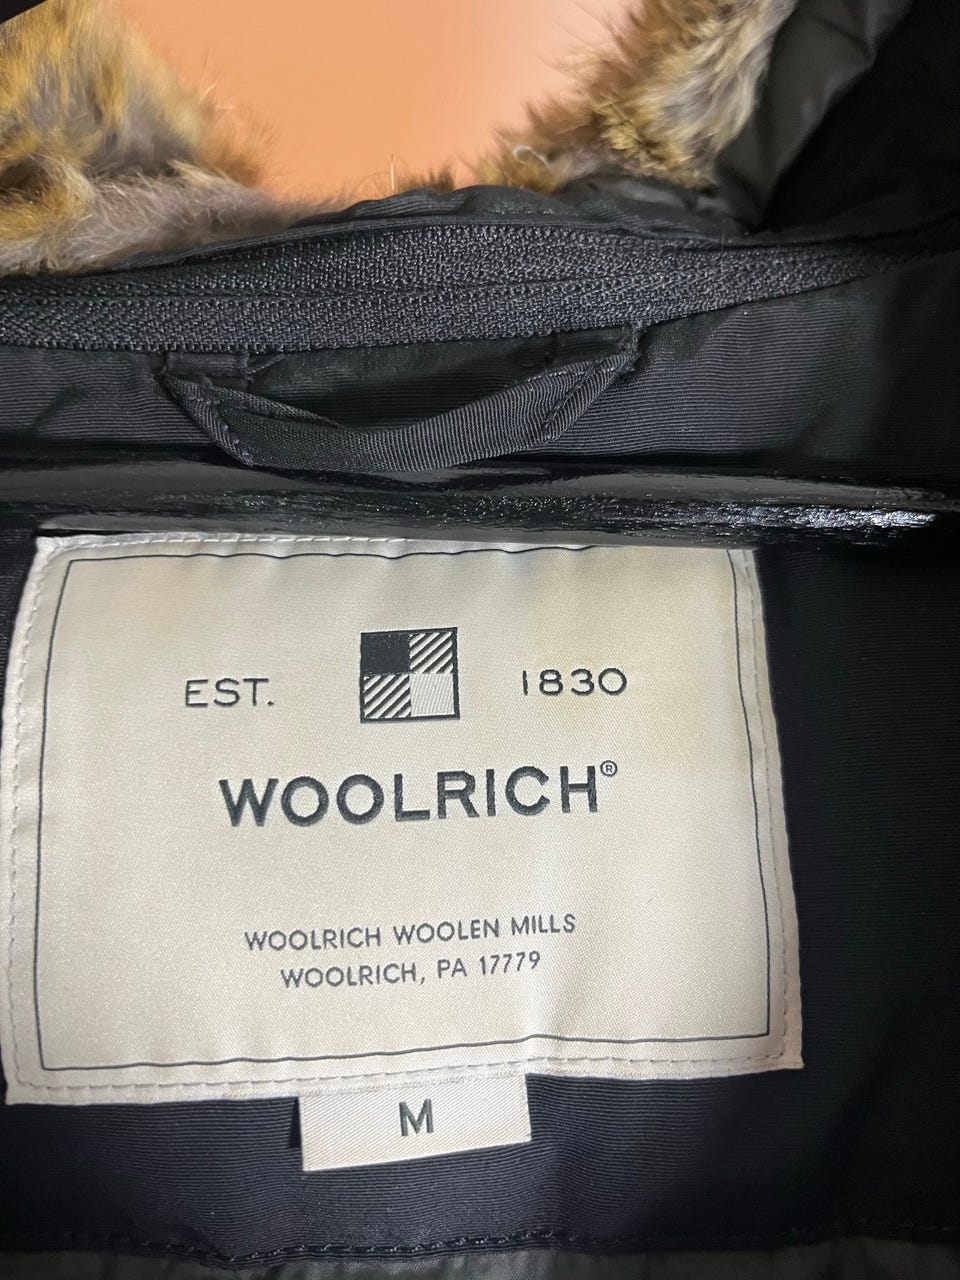 EST. 1830
WOOLRICH®
WOOLRICH WOOLEN MILLS
WOOLRICH, PA 17779
M